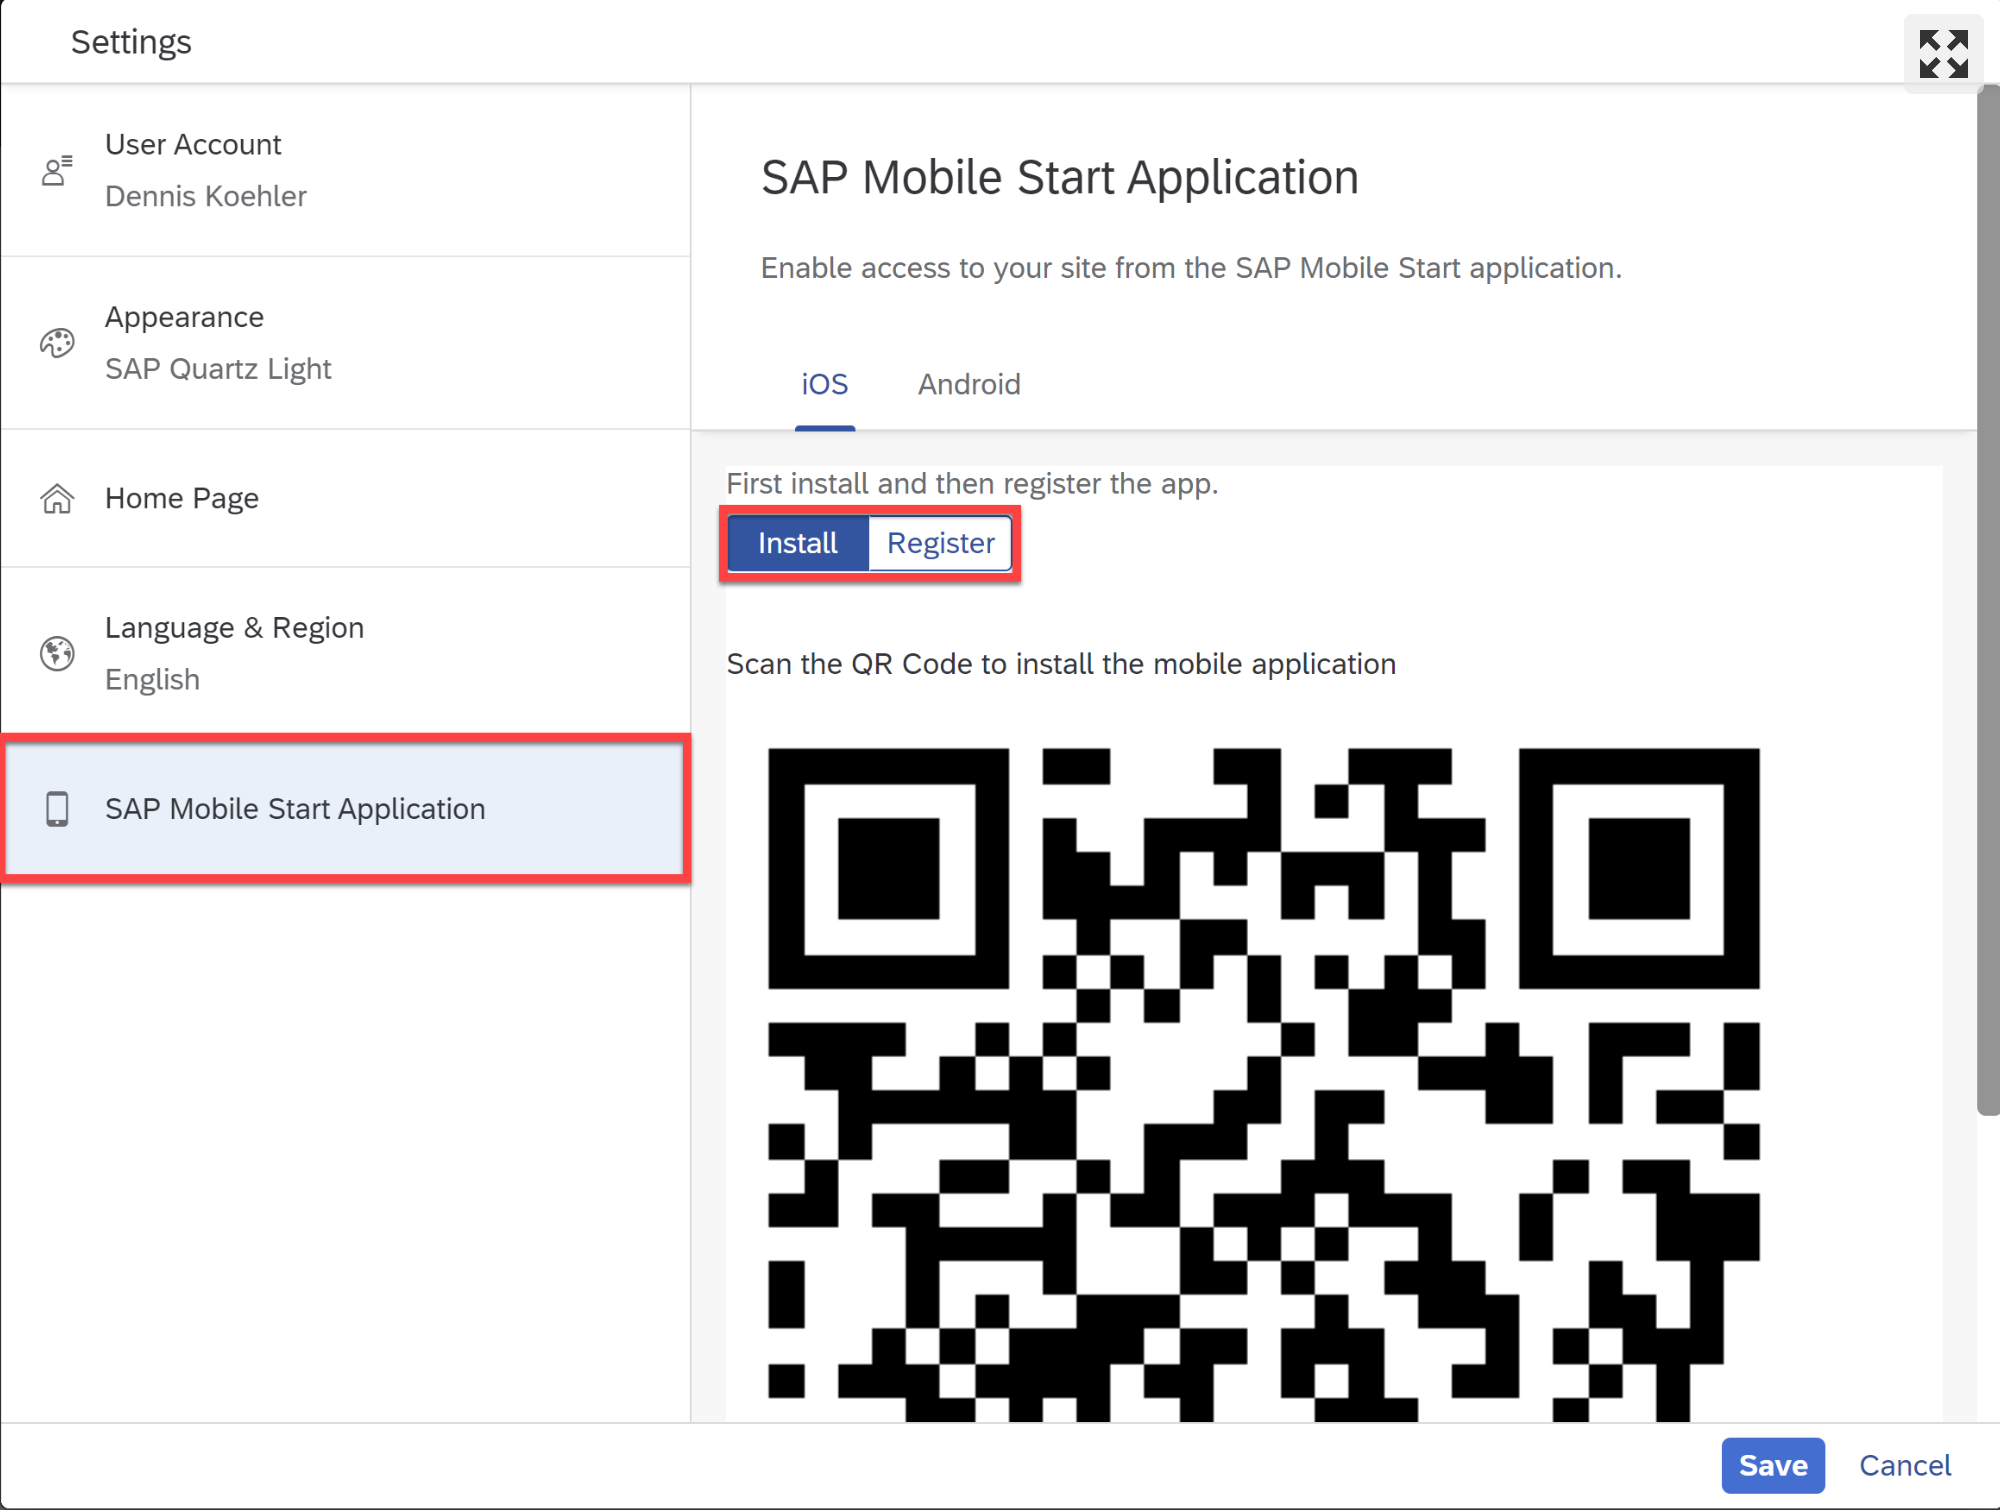 Settings
User Account
Dennis Koehler
Appearance
SAP Quartz Light
Home Page
Language & Region
English
SAP Mobile Start Application
SAP Mobile Start Application
Enable access to your site from the SAP Mobile Start application.
iOS Android
First install and then register the app.
Install Register
Scan the QR Code to install the mobile application
Save Cancel